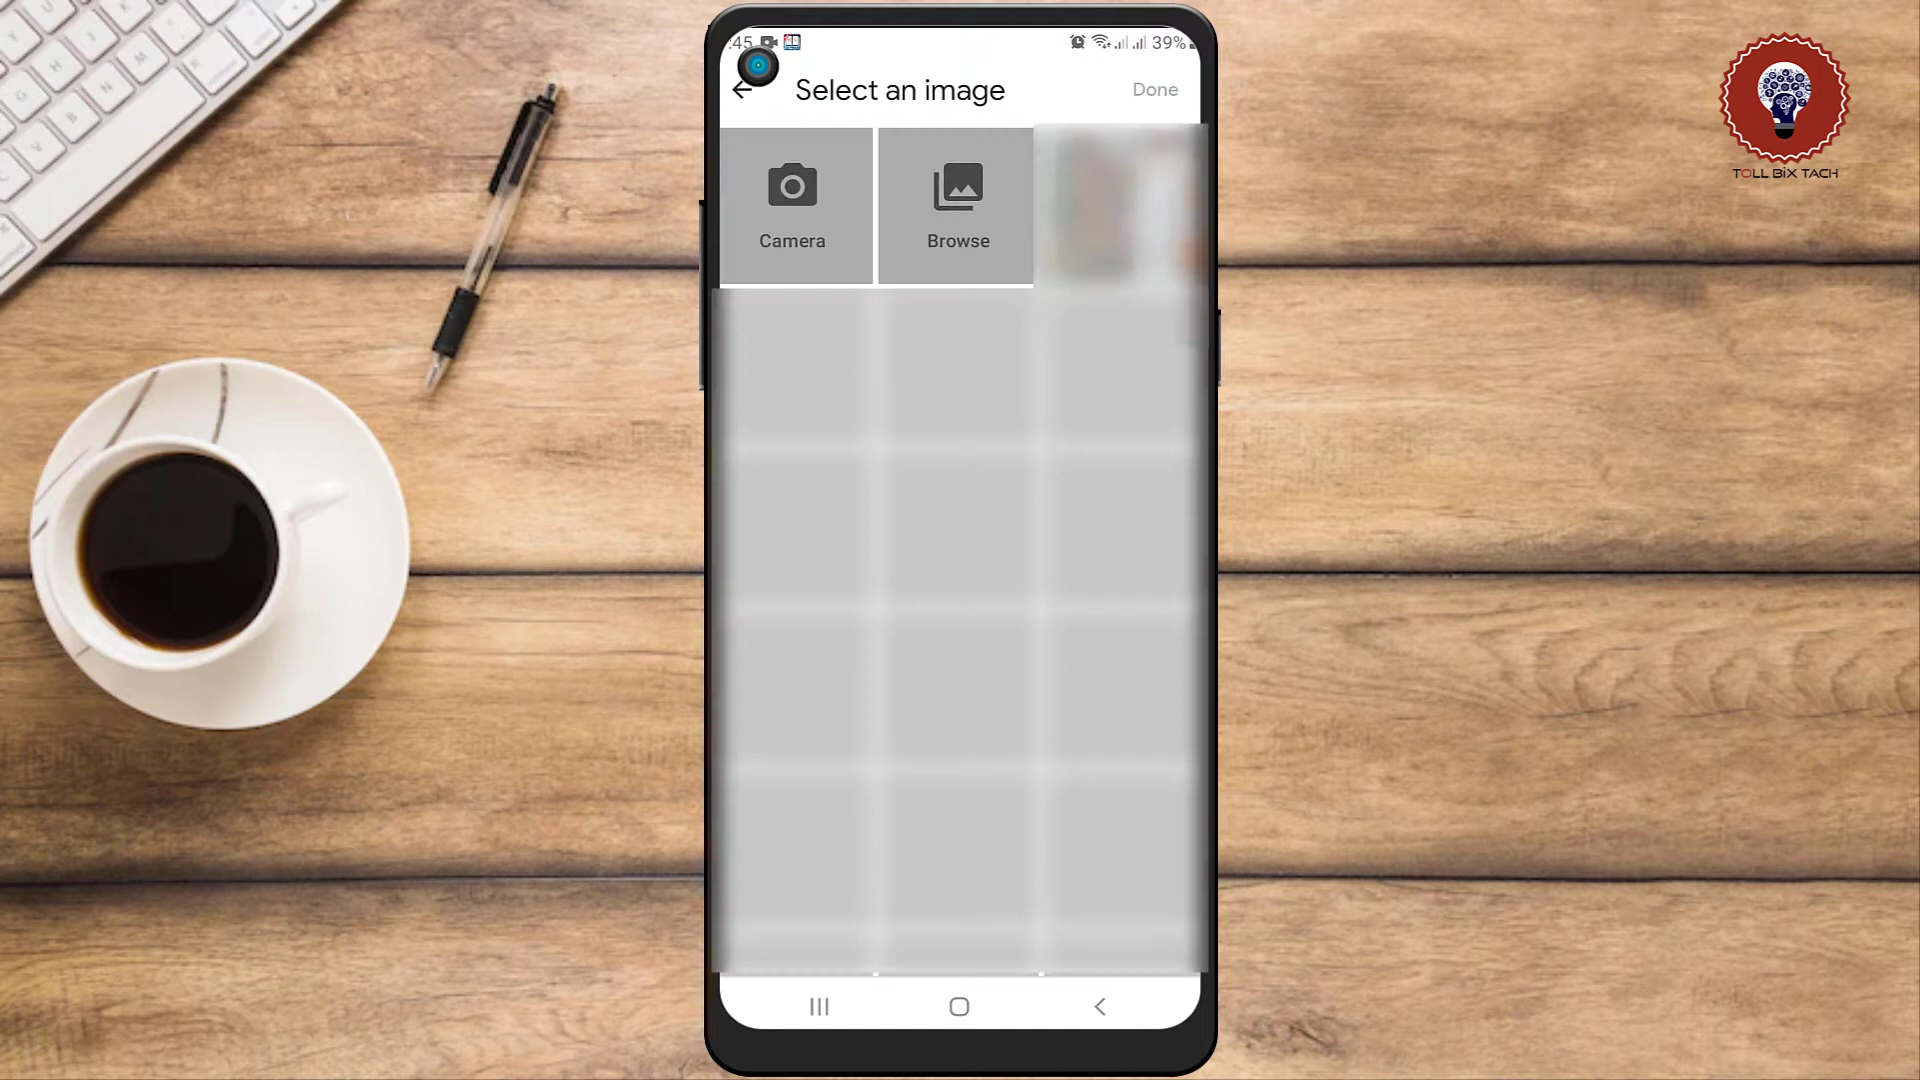 :45 39%
Select an image
Done
Camera
Browse
TOLL BiX TACH